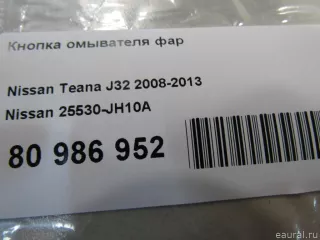 Кнопка омывателя фар
Nissan Teana J32 2008-2013
Nissan 25530-JH10A
80 986 952
eaural.ru